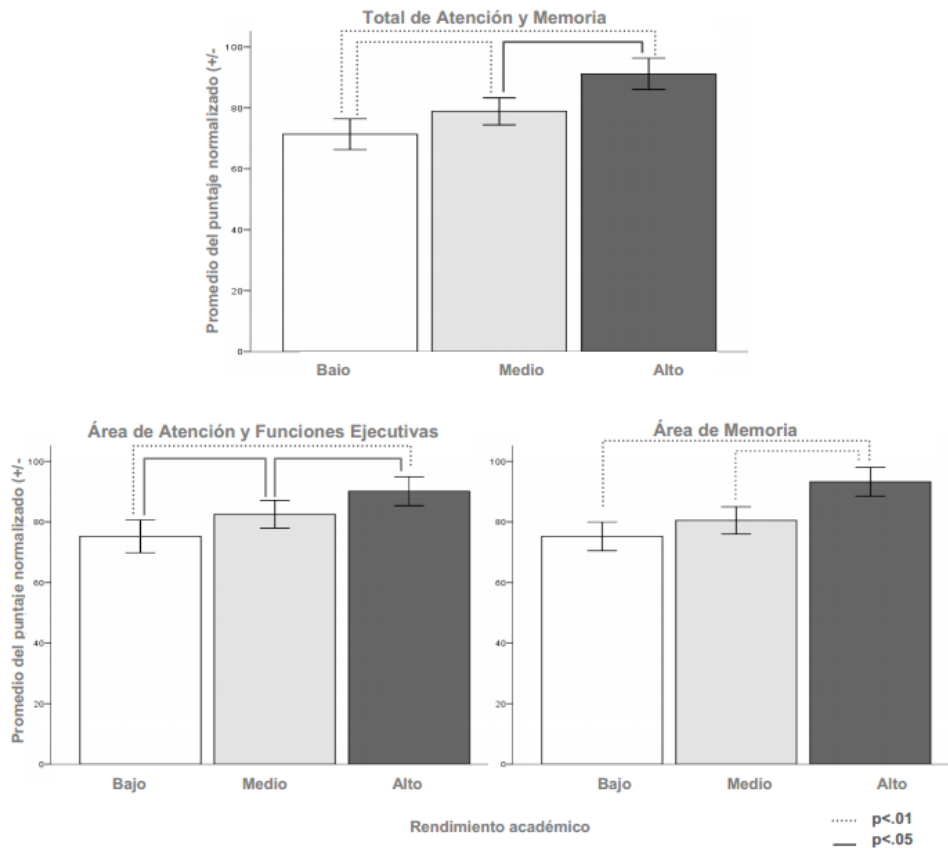 Total de Atención y Memoria
Promedio del puntaje normalizado (+/-
100
80
60
40
20
0
Baio
Medio
Alto
Área de Atención y Funciones Ejecutivas
Promedio del puntaje normalizado (+/-
100
80
60
40
20
0
Bajo
Medio
Alto
Área de Memoria
100
80
60
40
20
0
Bajo
Medio
Alto
Rendimiento académico
p<.01
p<.05